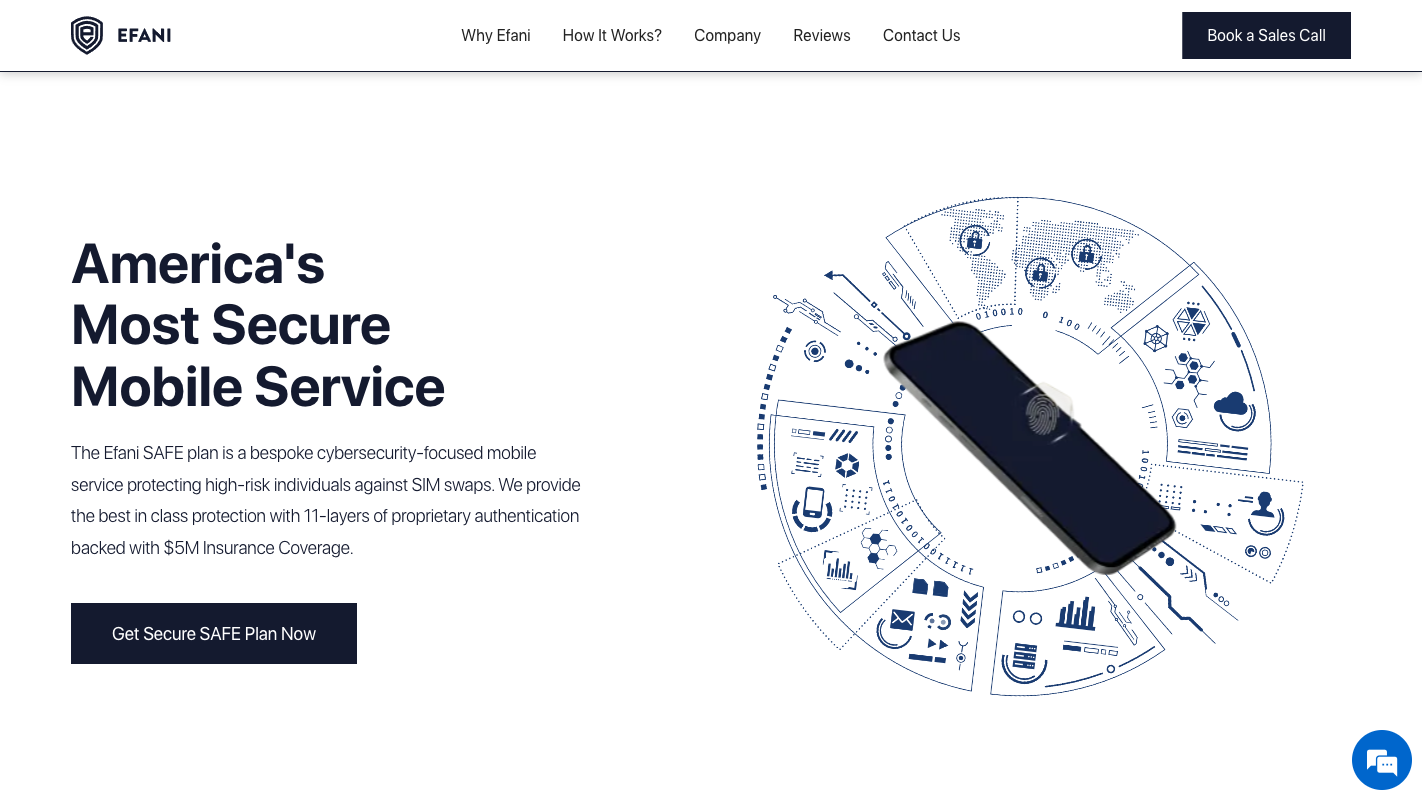 EFANI
Why Efani
How It Works?
Company
Reviews
Contact Us
Book a Sales Call
America's
Most Secure
Mobile Service
The Efani SAFE plan is a bespoke cybersecurity-focused mobile
service protecting high-risk individuals against SIM swaps. We provide
the best in class protection with 11-layers of proprietary authentication
backed with $5M Insurance Coverage.
Get Secure SAFE Plan Now
010010 0 100